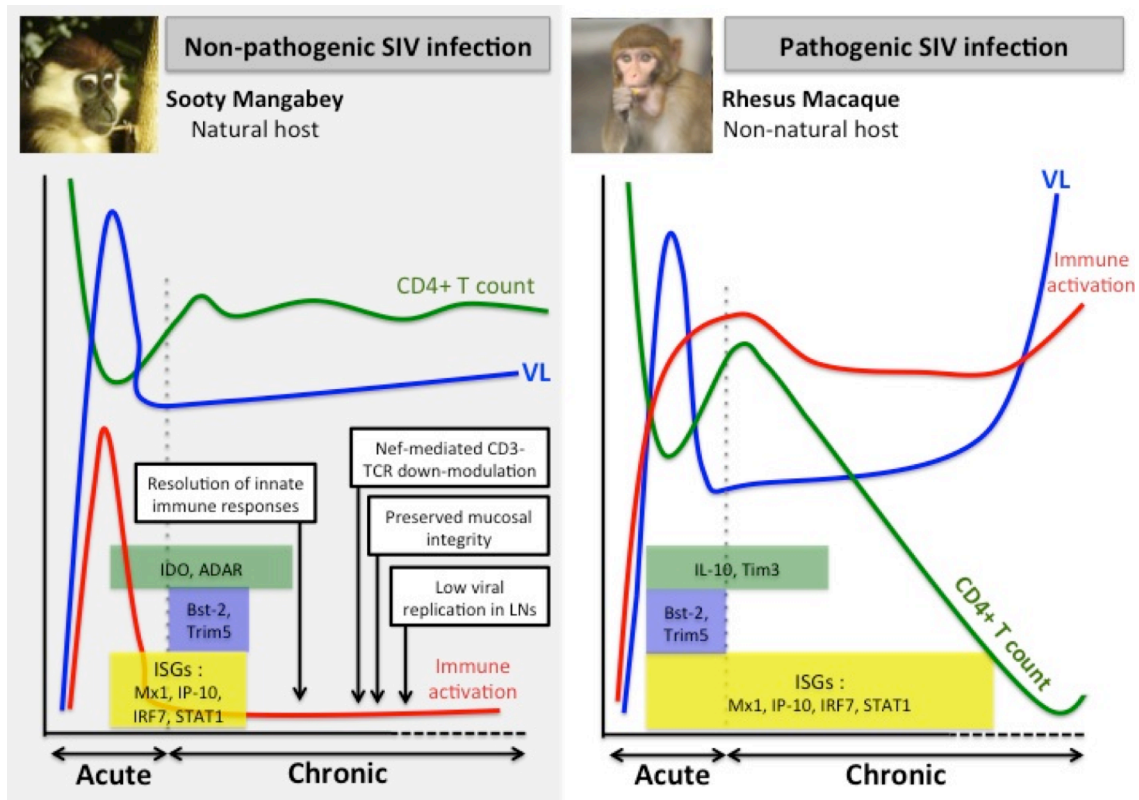 Non-pathogenic SIV infection
Sooty Mangabey
Natural host
CD4+ T count
VL
Nef-mediated CD3-
TCR down-modulation
Resolution of innate
immune responses
Preserved mucosal
integrity
Low viral
replication in LNs
IDO, ADAR
Bst-2,
Trim5
ISGs :
Mx1, IP-10,
IRF7, STAT1
Immune
activation
Acute
Chronic
Pathogenic SIV infection
Rhesus Macaque
Non-natural host
VL
Immune
activation
IL-10, Tim3
Bst-2,
Trim5
CD4+ T count
ISGs :
Mx1, IP-10, IRF7, STAT1
Acute
Chronic